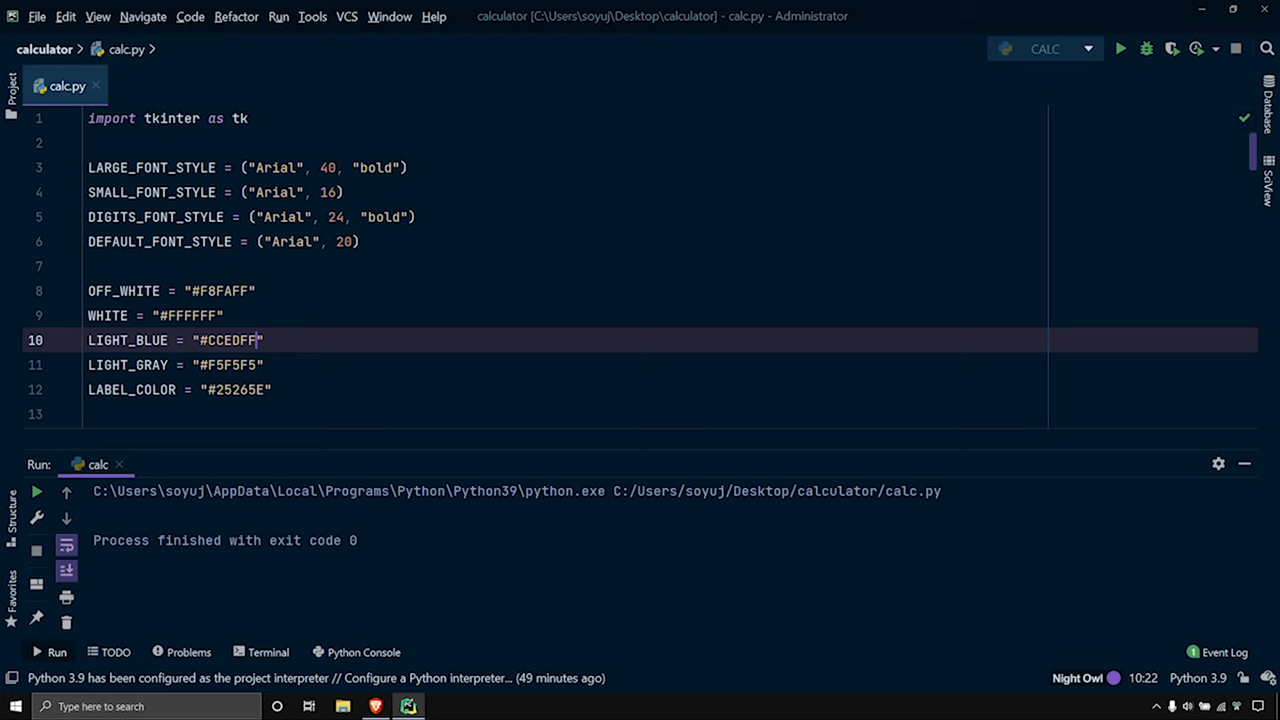 File Edit View Navigate Code Refactor Run Tools VCS Window Help calculator [C:\Users\soyuj\Desktop\calculator] - calc.py - Administrator
calculator calc.py CALC
Project
calc.py
1 import tkinter as tk
2
3 LARGE_FONT_STYLE = ("Arial", 40, "bold")
4 SMALL_FONT_STYLE = ("Arial", 16)
5 DIGITS_FONT_STYLE = ("Arial", 24, "bold")
6 DEFAULT_FONT_STYLE = ("Arial", 20)
7
8 OFF_WHITE = "#F8FAFF"
9 WHITE = "#FFFFFF"
10 LIGHT_BLUE = "#CCEDFF"
11 LIGHT_GRAY = "#F5F5F5"
12 LABEL_COLOR = "#25265E"
13
Database
SciView
Run: calc
C:\Users\soyuj\AppData\Local\Programs\Python\Python39\python.exe C:/Users/soyuj/Desktop/calculator/calc.py
Process finished with exit code 0
Structure
Favorites
Run TODO Problems Terminal Python Console 1 Event Log
Python 3.9 has been configured as the project interpreter // Configure a Python interpreter... (49 minutes ago) Night Owl 10:22 Python 3.9
Type here to search